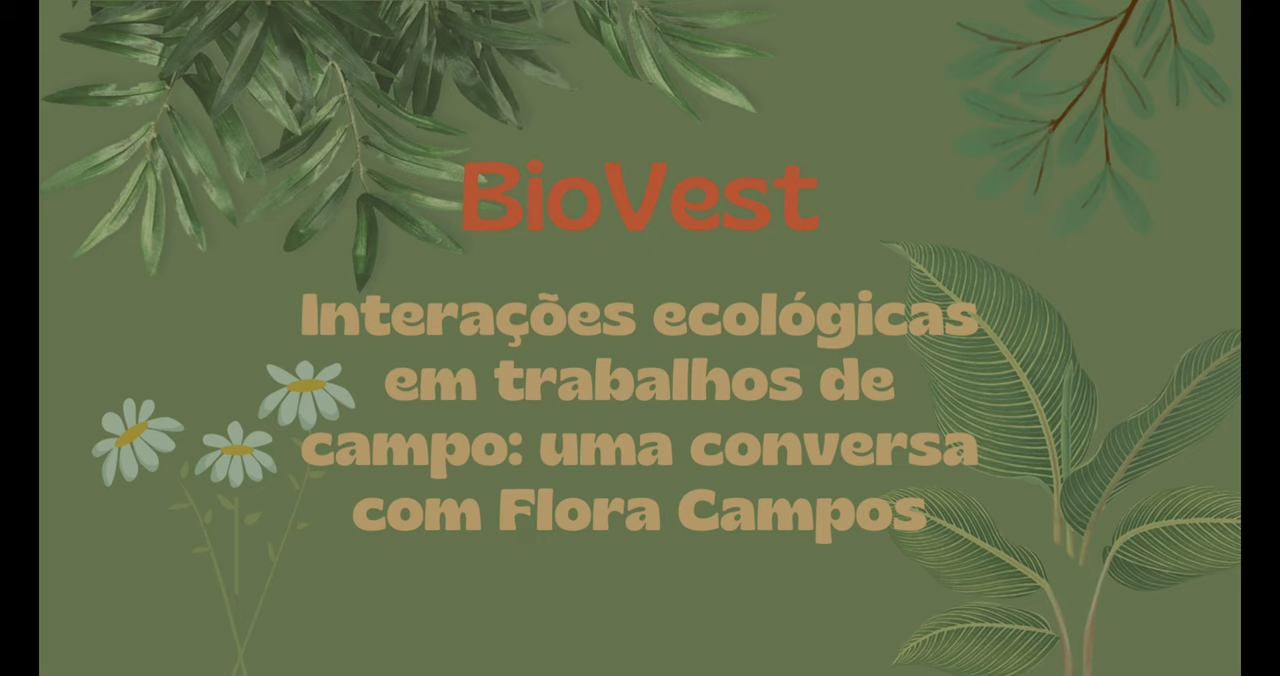 BioVest
Interações ecológicas
em trabalhos de
campo: uma conversa
com Flora Campos